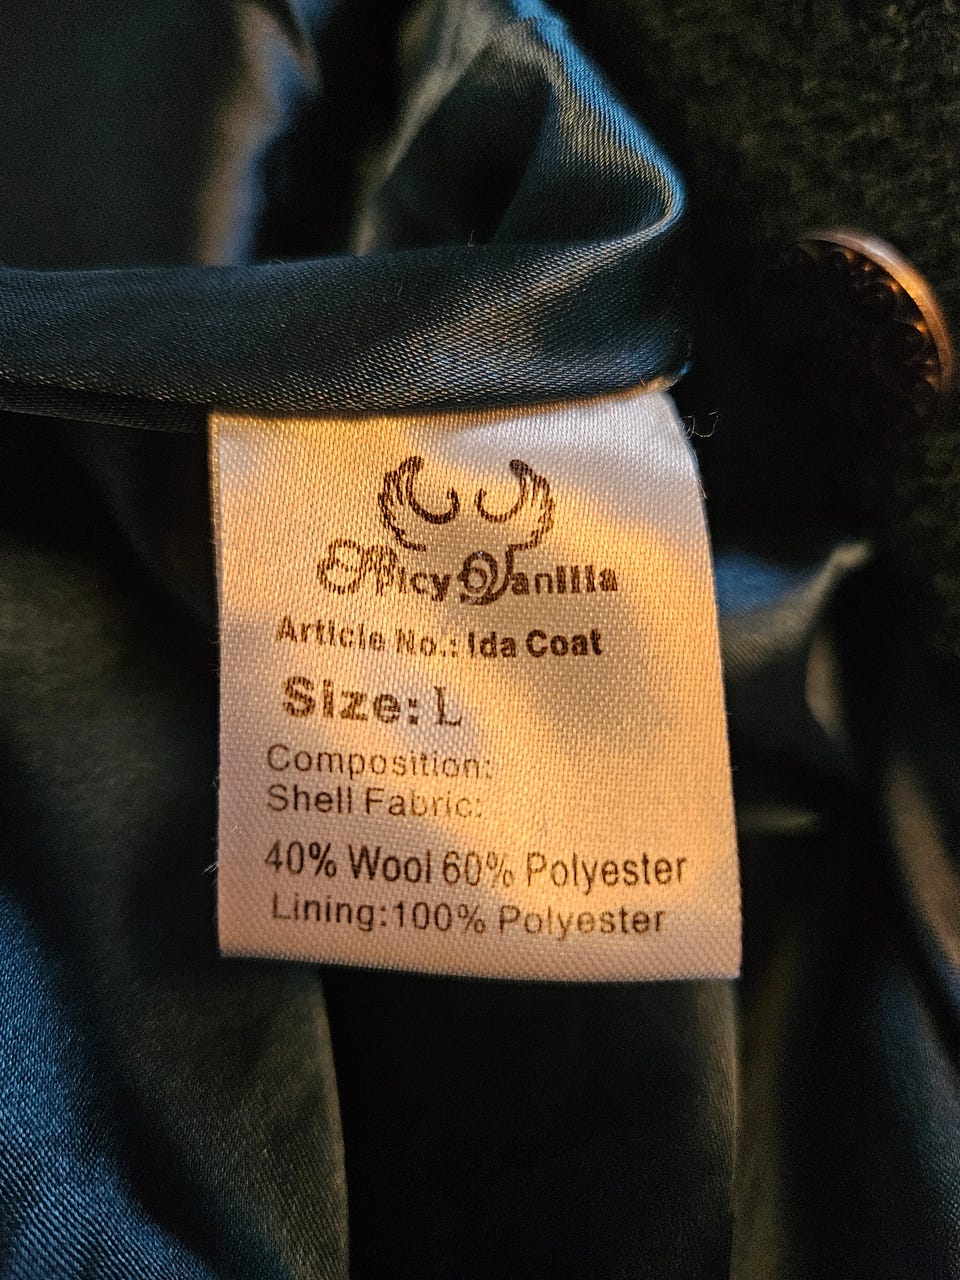 Spicy Vanilla
Article No.: Ida Coat
Size: L
Composition:
Shell Fabric:
40% Wool 60% Polyester
Lining:100% Polyester